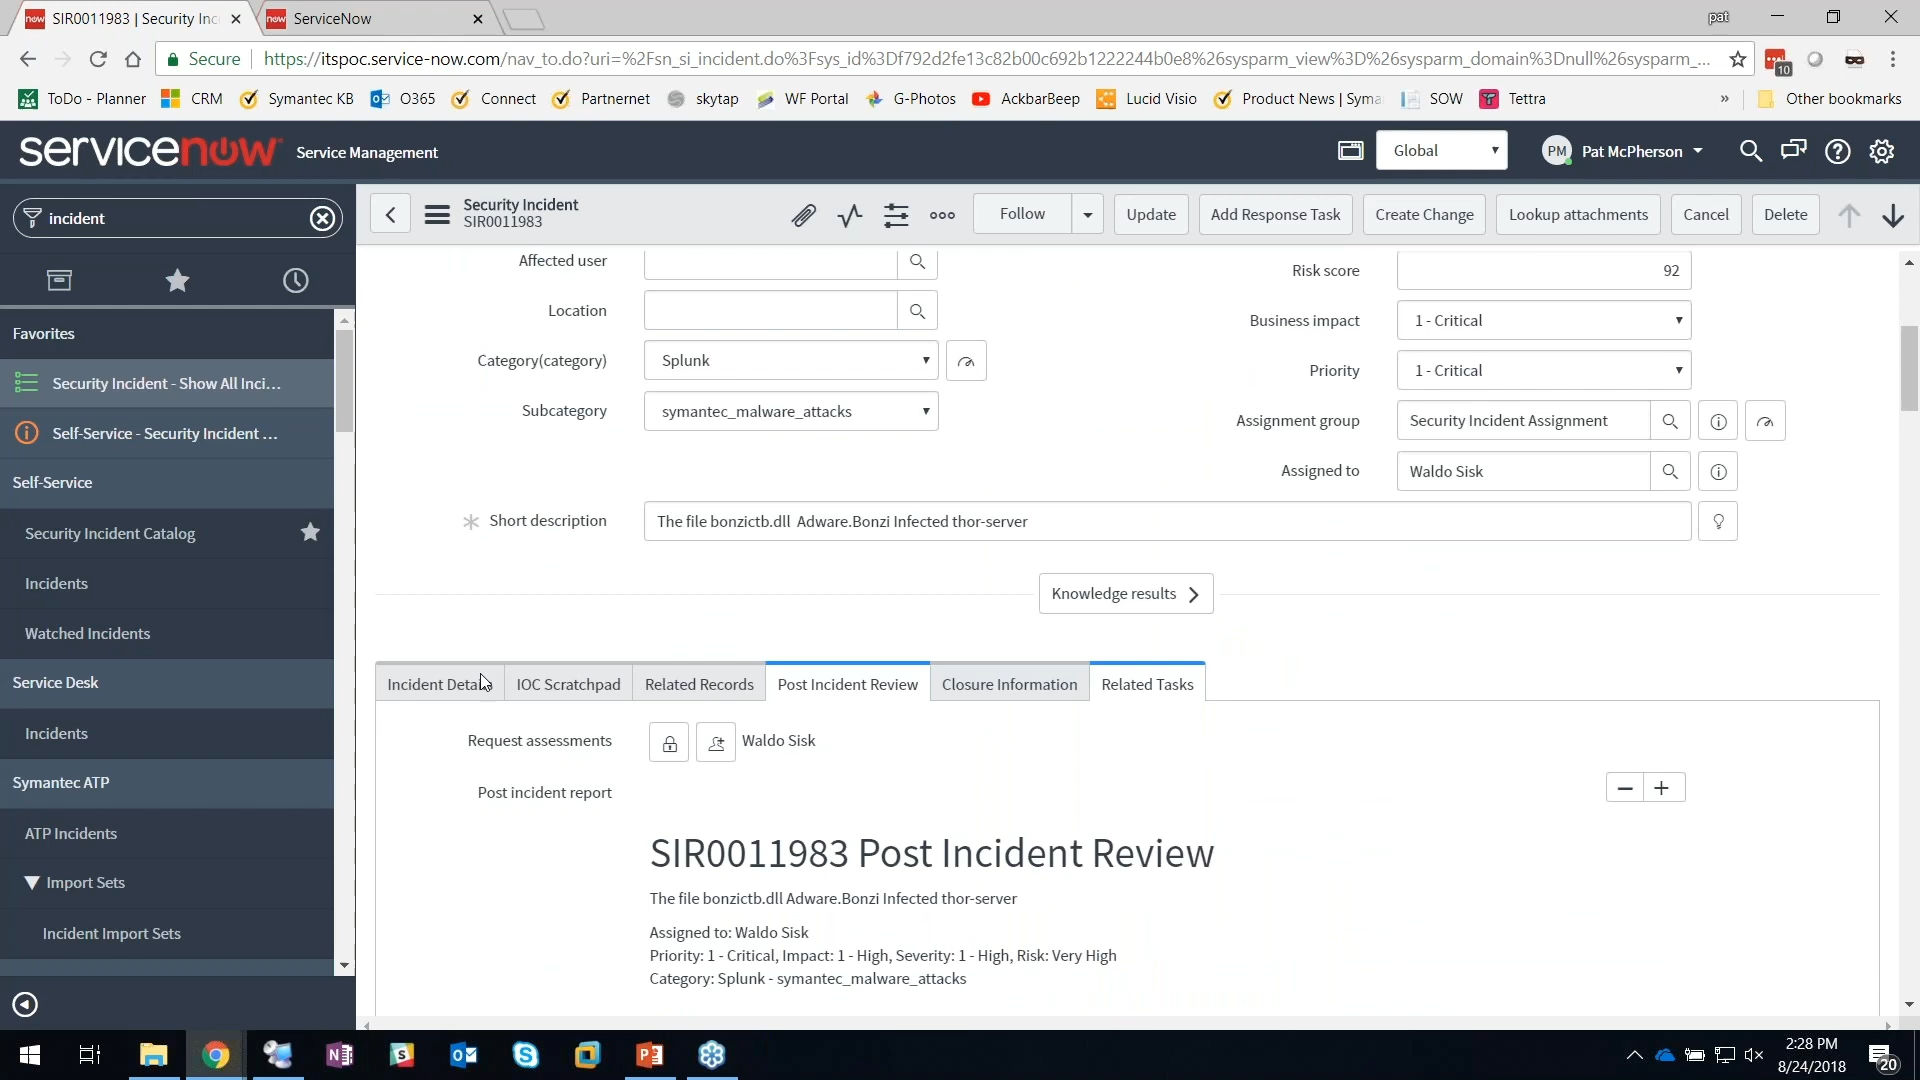 SIR0011983 | Security Inc
ServiceNow
pat
Secure
https://itspoc.service-now.com/nav_to.do?uri=%2Fsn_si_incident.do%3Fsys_id%3Df792d2fe13c82b00c692b1222244b0e8%26sysparm_view%3D%26sysparm_domain%3Dnull%26sysparm_...
10
ToDo - Planner
CRM
Symantec KB
O365
Connect
Partnernet
skytap
WF Portal
G-Photos
AckbarBeep
Lucid Visio
Product News | Syma
SOW
Tettra
»
Other bookmarks
servicenow
Service Management
Global
PM
Pat McPherson
incident
Security Incident
SIR0011983
Follow
Update
Add Response Task
Create Change
Lookup attachments
Cancel
Delete
Favorites
Security Incident - Show All Inci...
Self-Service - Security Incident ...
Self-Service
Security Incident Catalog
Incidents
Watched Incidents
Service Desk
Incidents
Symantec ATP
ATP Incidents
Import Sets
Incident Import Sets
Affected user
Location
Category(category)
Splunk
Subcategory
symantec_malware_attacks
Risk score
92
Business impact
1 - Critical
Priority
1 - Critical
Assignment group
Security Incident Assignment
Assigned to
Waldo Sisk
Short description
The file bonzictb.dll Adware.Bonzi Infected thor-server
Knowledge results
Incident Details
IOC Scratchpad
Related Records
Post Incident Review
Closure Information
Related Tasks
Request assessments
Waldo Sisk
Post incident report
SIR0011983 Post Incident Review
The file bonzictb.dll Adware.Bonzi Infected thor-server
Assigned to: Waldo Sisk
Priority: 1 - Critical, Impact: 1 - High, Severity: 1 - High, Risk: Very High
Category: Splunk - symantec_malware_attacks
2:28 PM
8/24/2018
20